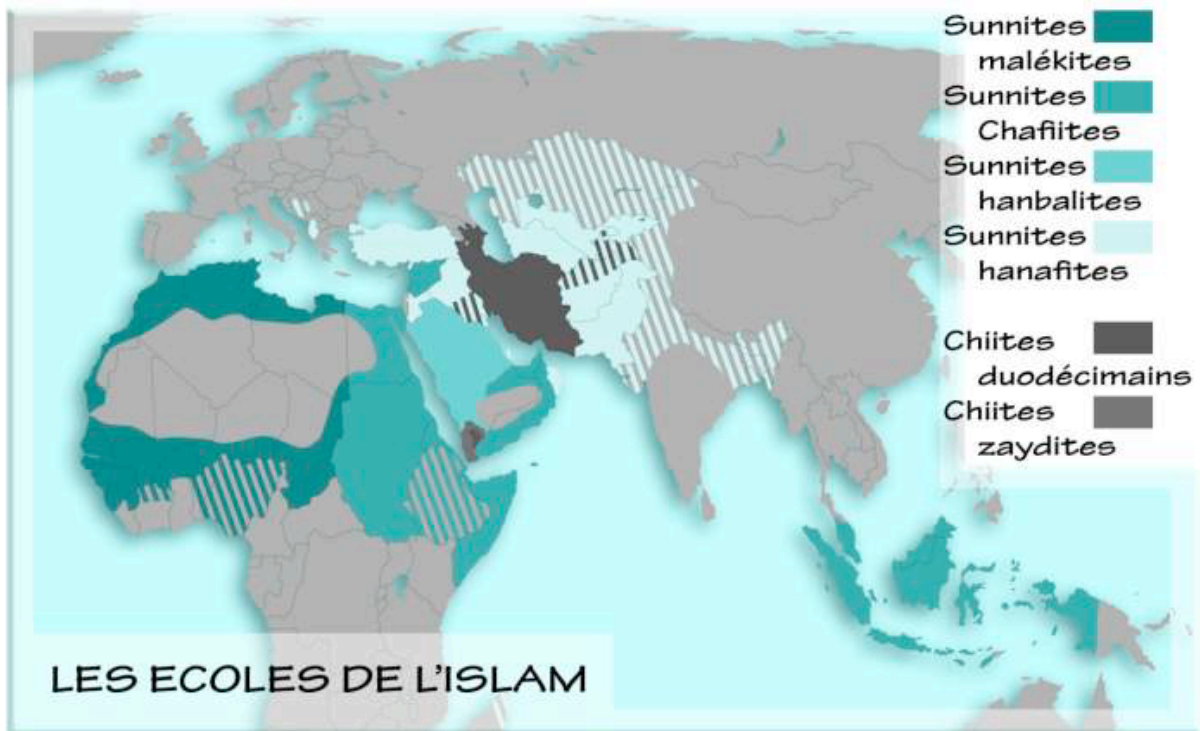 Sunnites
malékites
Sunnites
Chafiites
Sunnites
hanbalites
Sunnites
hanafites
Chiites
duodécimains
Chiites
zaydites
LES ECOLES DE L'ISLAM